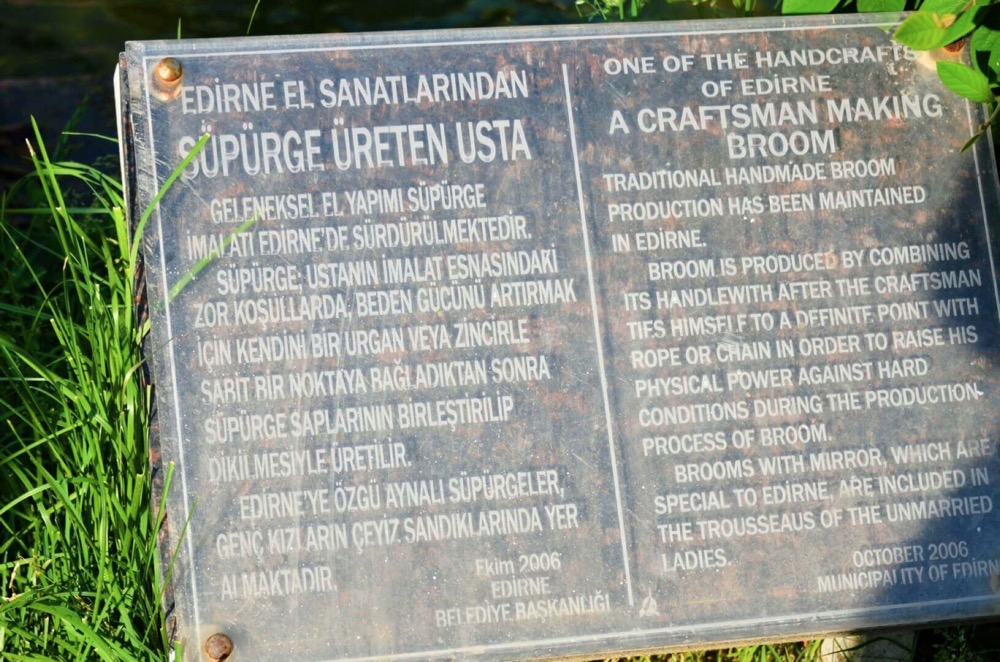 EDİRNE EL SANATLARINDAN
SÜPÜRGE ÜRETEN USTA
GELENEKSEL EL YAPIMI SÜPÜRGE
İMALATI EDİRNE'DE SÜRDÜRÜLMEKTEDİR.
SÜPÜRGE; USTANIN İMALAT ESNASINDAKİ
ZOR KOŞULLARDA, BEDEN GÜCÜNÜ ARTIRMAK
İÇİN KENDİNİ BİR URGAN VEYA ZİNCİRLE
SABİT BİR NOKTAYA BAĞLADIKTAN SONRA
SÜPÜRGE SAPLARININ BİRLEŞTİRİLİP
DİKİLMESİYLE ÜRETİLİR.
EDİRNE'YE ÖZGÜ AYNALI SÜPÜRGELER,
GENÇ KIZLARIN ÇEYİZ SANDIKLARINDA YER
ALMAKTADIR.
Ekim 2006
EDİRNE
BELEDİYE BAŞKANLIĞI
ONE OF THE HANDCRAFTS
OF EDIRNE
A CRAFTSMAN MAKING
BROOM
TRADITIONAL HANDMADE BROOM
PRODUCTION HAS BEEN MAINTAINED
IN EDIRNE.
BROOM IS PRODUCED BY COMBINING
ITS HANDLEWITH AFTER THE CRAFTSMAN
TIES HIMSELF TO A DEFINITE POINT WITH
ROPE OR CHAIN IN ORDER TO RAISE HIS
PHYSICAL POWER AGAINST HARD
CONDITIONS DURING THE PRODUCTION
PROCESS OF BROOM.
BROOMS WITH MIRROR, WHICH ARE
SPECIAL TO EDIRNE, ARE INCLUDED IN
THE TROUSSEAUS OF THE UNMARRIED
LADIES.
OCTOBER 2006
MUNICIPALITY OF EDIRN